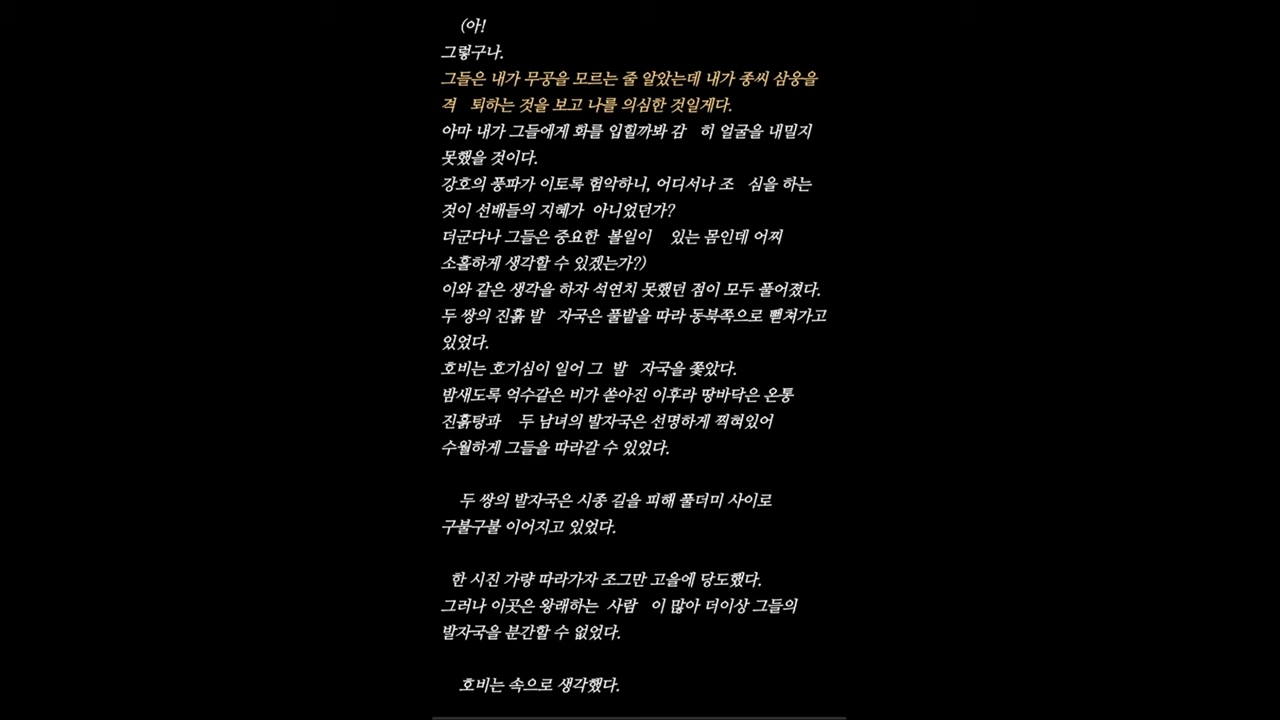 (아!
그렇구나.
그들은 내가 무공을 모르는 줄 알았는데 내가 종씨 삼웅을
격   퇴하는 것을 보고 나를 의심한 것일게다.
아마 내가 그들에게 화를 입힐까봐 감   히 얼굴을 내밀지
못했을 것이다.
강호의 풍파가 이토록 험악하니, 어디서나 조   심을 하는
것이 선배들의 지혜가  아니었던가?
더군다나 그들은 중요한  볼일이    있는 몸인데 어찌
소홀하게 생각할 수 있겠는가?)
이와 같은 생각을 하자 석연치 못했던 점이 모두 풀어졌다.
두 쌍의 진흙 발   자국은 풀밭을 따라 동북쪽으로 뻗쳐가고
있었다.
호비는 호기심이 일어 그  발   자국을 쫓았다.
밤새도록 억수같은 비가 쏟아진 이후라 땅바닥은 온통
진흙탕과    두 남녀의 발자국은 선명하게 찍혀있어
수월하게 그들을 따라갈 수 있었다.
두 쌍의 발자국은 시종 길을 피해 풀더미 사이로
구불구불 이어지고 있었다.
한 시진 가량 따라가자 조그만 고을에 당도했다.
그러나 이곳은 왕래하는  사람   이 많아 더이상 그들의
발자국을 분간할 수 없었다.
호비는 속으로 생각했다.